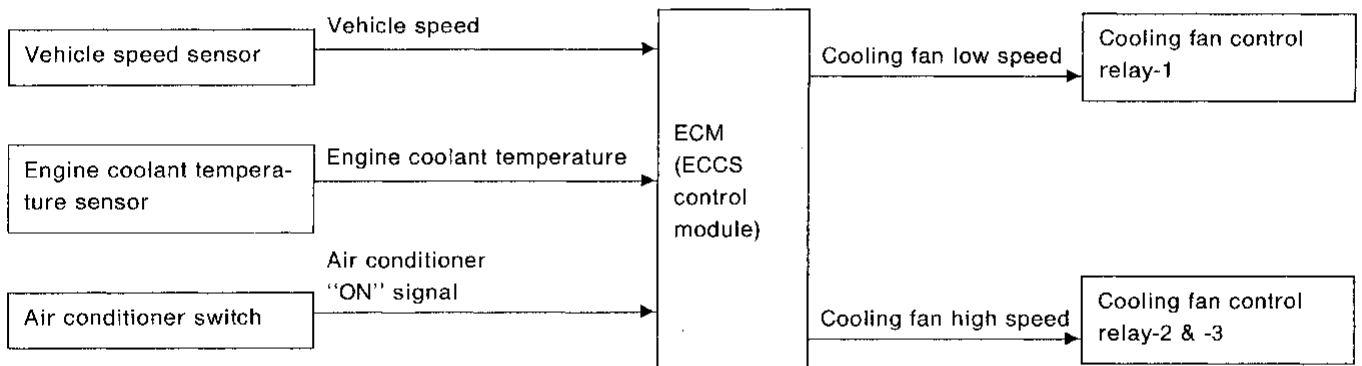 Vehicle speed sensor
Vehicle speed
Engine coolant tempera-
ture sensor
Engine coolant temperature
Air conditioner switch
Air conditioner
“ON” signal
ECM
(ECCS
control
module)
Cooling fan low speed
Cooling fan control
relay-1
Cooling fan high speed
Cooling fan control
relay-2 & -3